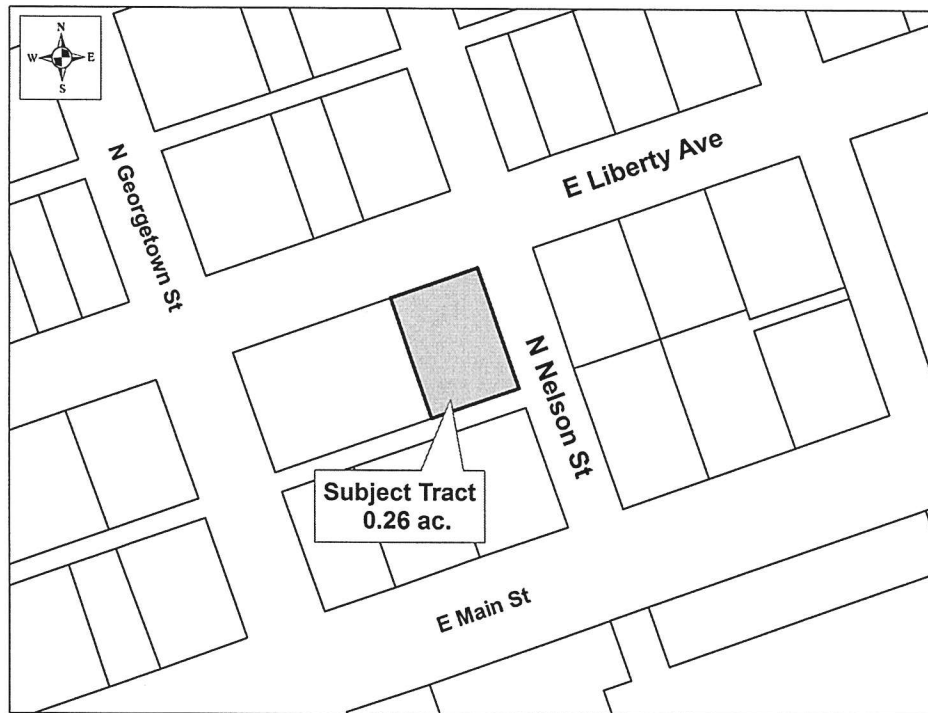 N
W E
S
N Georgetown St
E Liberty Ave
N Nelson St
Subject Tract
0.26 ac.
E Main St